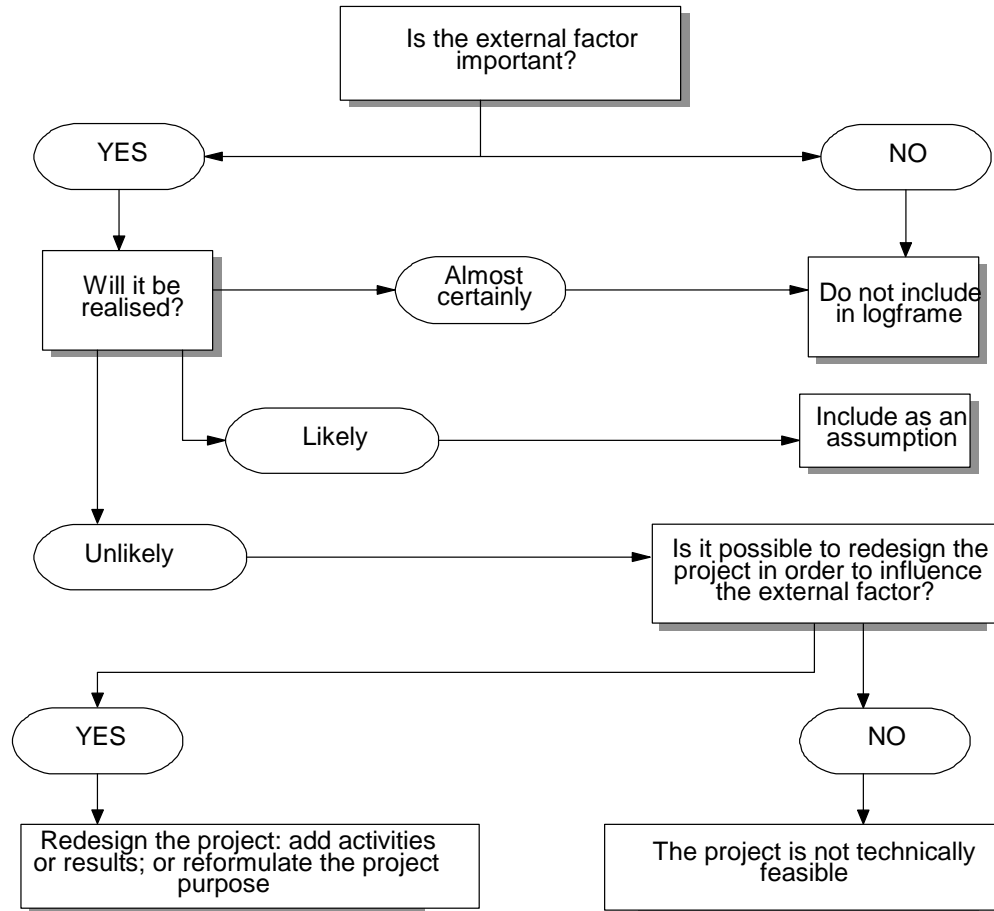 Is the external factor
important?
YES
NO
Will it be
realised?
Almost
certainly
Do not include
in logframe
Likely
Include as an
assumption
Unlikely
Is it possible to redesign the
project in order to influence
the external factor?
YES
NO
Redesign the project: add activities
or results; or reformulate the project
purpose
The project is not technically
feasible